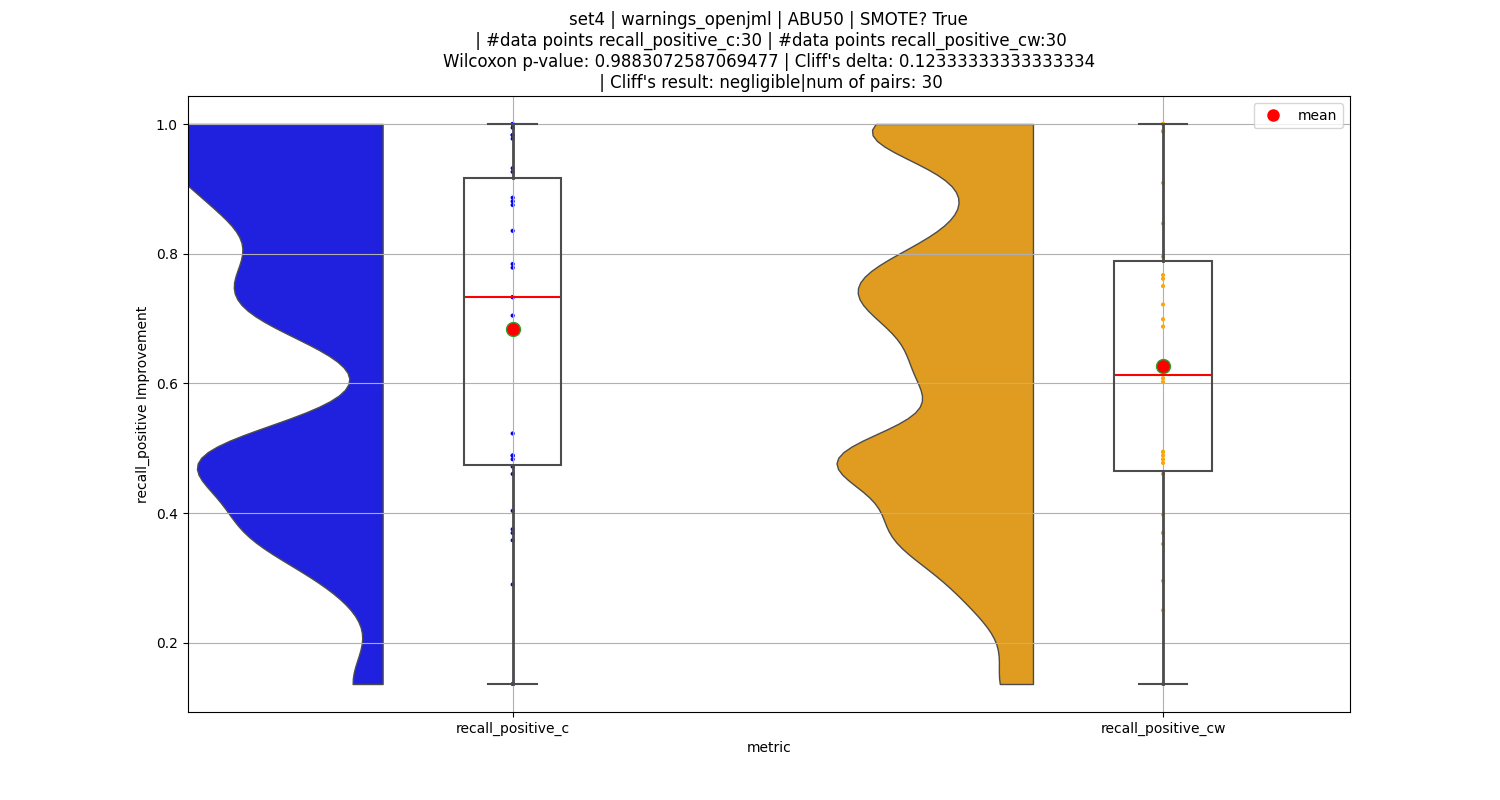 set4 | warnings_openjml | ABU50 | SMOTE? True
| #data points recall_positive_c:30 | #data points recall_positive_cw:30
Wilcoxon p-value: 0.9883072587069477 | Cliff's delta: 0.12333333333333334
| Cliff's result: negligible|num of pairs: 30
mean
1.0
0.8
0.6
0.4
0.2
recall_positive Improvement
recall_positive_c
recall_positive_cw
metric